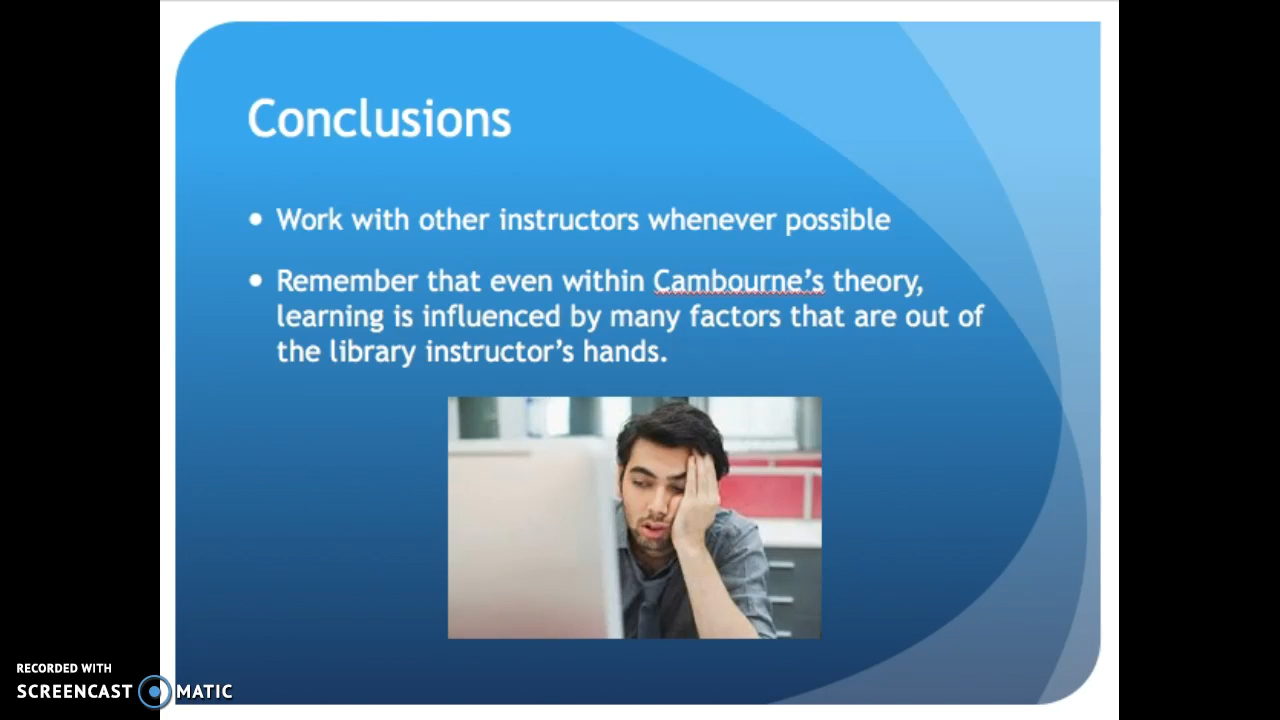 Conclusions
• Work with other instructors whenever possible
• Remember that even within Cambourne’s theory,
learning is influenced by many factors that are out of
the library instructor’s hands.
RECORDED WITH
SCREENCAST MATIC